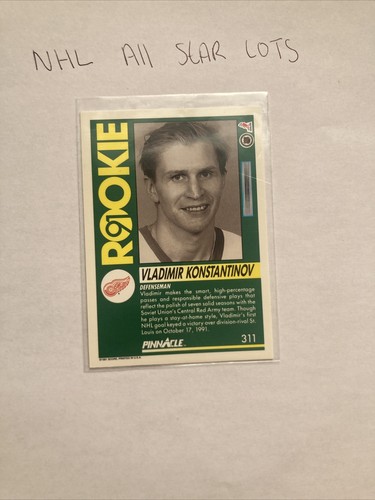 NHL All STAR LOTS
ROOKIE
VLADIMIR KONSTANTINOV
DEFENSEMAN
Vladimir makes the smart, high-percentage
passes and responsible defensive plays that
reflect the polish of seven solid seasons with the
Soviet Union's Central Red Army team. Though
he plays a stay-at-home style, Vladimir's first
NHL goal keyed a victory over division-rival St.
Louis on October 17, 1991.
PINNACLE
311